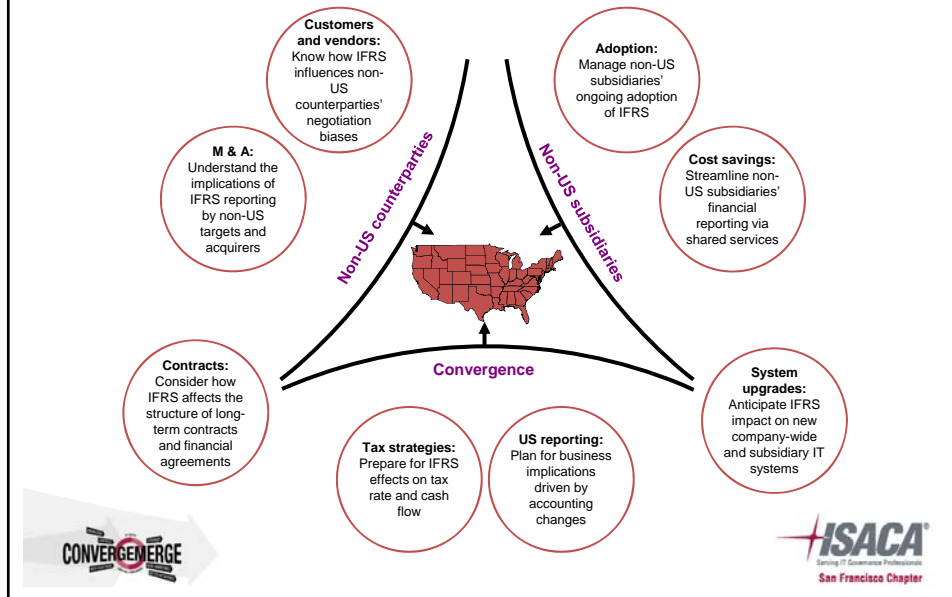 Customers
and vendors:
Know how IFRS
influences non-
US
counterparties'
negotiation
biases
Adoption:
Manage non-US
subsidiaries'
ongoing adoption
of IFRS
M & A:
Understand the
implications of
IFRS reporting
by non-US
targets and
acquirers
Cost savings:
Streamline non-
US subsidiaries'
financial
reporting via
shared services
Non-US counterparties
Non-US subsidiaries
Convergence
Contracts:
Consider how
IFRS affects the
structure of long-
term contracts
and financial
agreements
System
upgrades:
Anticipate IFRS
impact on new
company-wide
and subsidiary IT
systems
Tax strategies:
Prepare for IFRS
effects on tax
rate and cash
flow
US reporting:
Plan for business
implications
driven by
accounting
changes
CONVERGEMERGE
ISACA®
Serving IT Governance Professionals
San Francisco Chapter